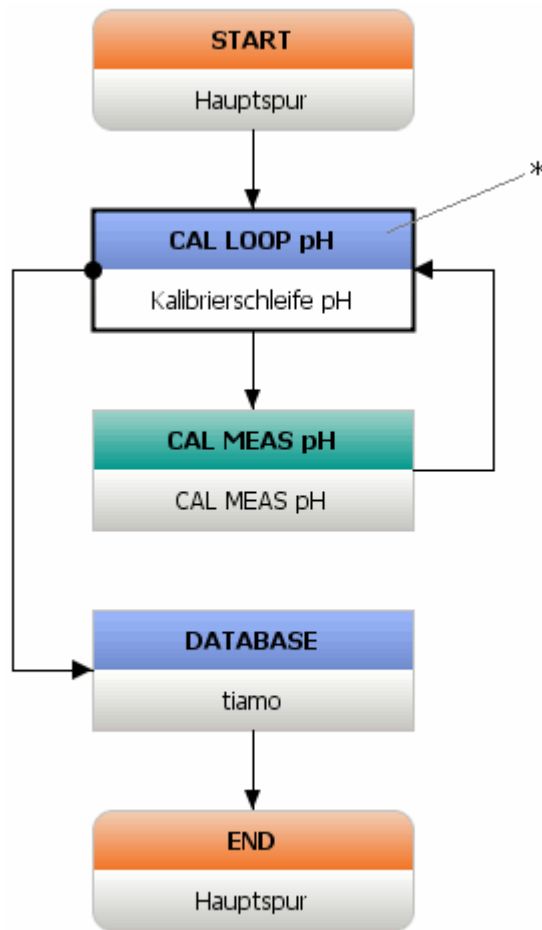 START
Hauptspur
*
CAL LOOP pH
Kalibrierschleife pH
CAL MEAS pH
CAL MEAS pH
DATABASE
tiamo
END
Hauptspur